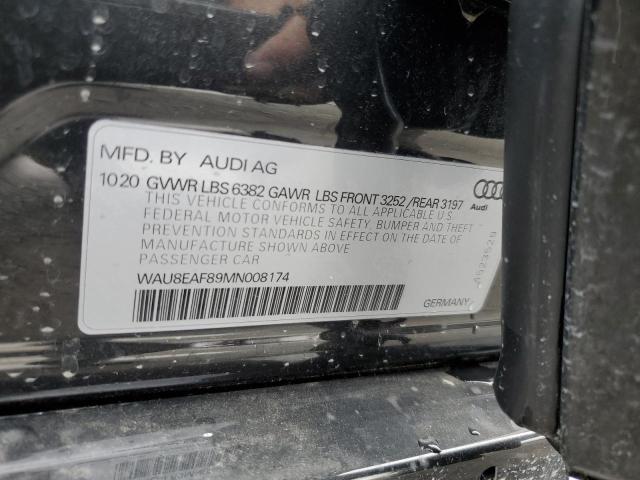 MFD. BY AUDI AG
1020 GVWR LBS 6382 GAWR LBS FRONT 3252 /REAR 3197
THIS VEHICLE CONFORMS TO ALL APPLICABLE U.S.
FEDERAL MOTOR VEHICLE SAFETY, BUMPER AND THEFT
PREVENTION STANDARDS IN EFFECT ON THE DATE OF
MANUFACTURE SHOWN ABOVE
PASSENGER CAR
WAU8EAF89MN008174
GERMANY
Audi